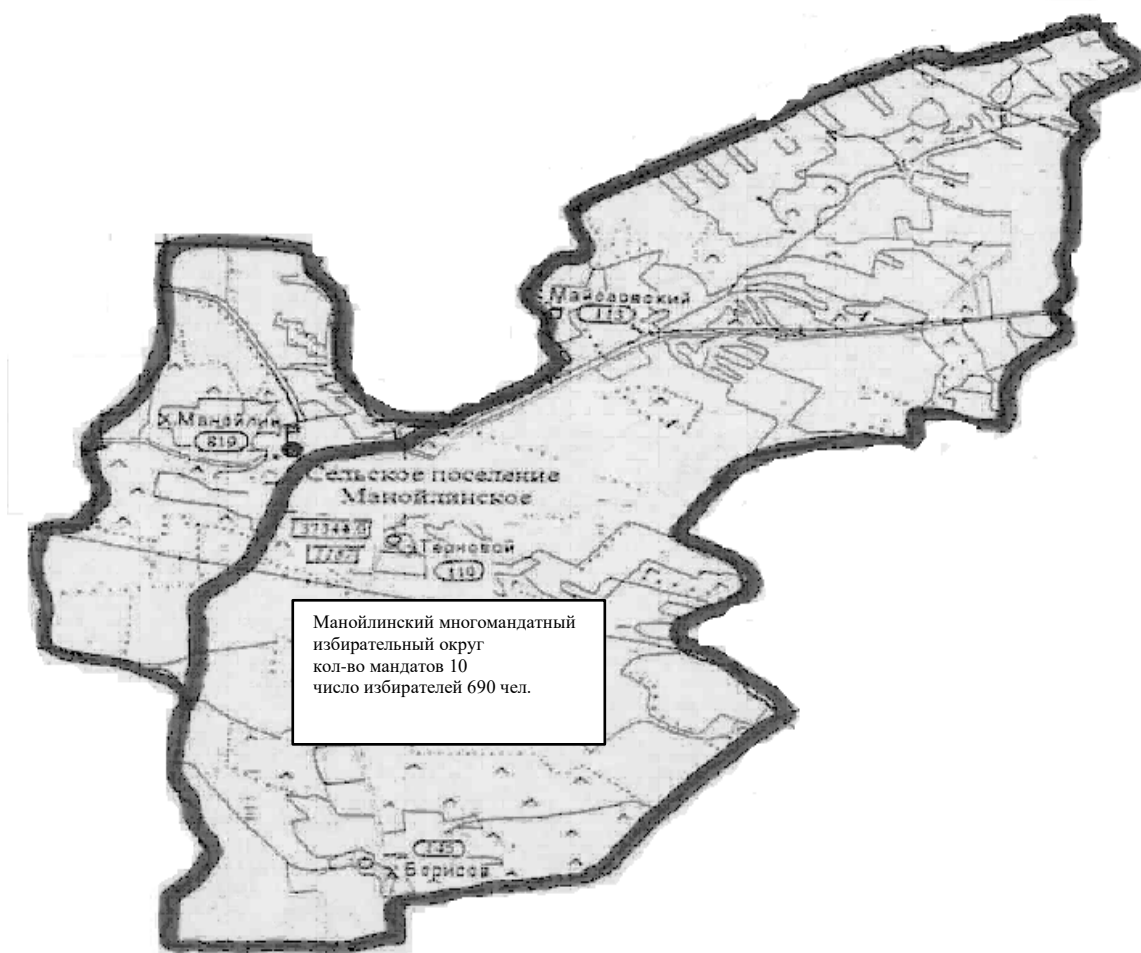 Майоровский
х.Манойлин
819
Сельское поселение
Манойлинское
Терновой
110
Манойлинский многомандатный
избирательный округ
кол-во мандатов 10
число избирателей 690 чел.
145
х Борисов